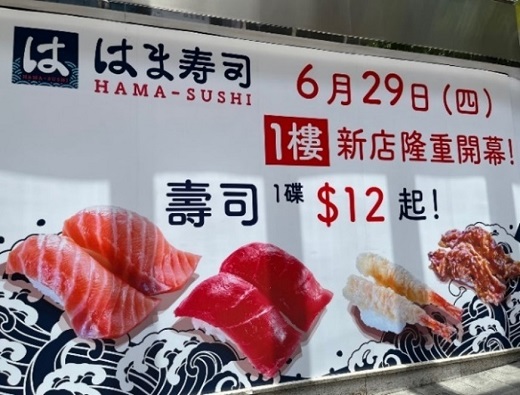 は はま寿司
HAMA-SUSHI HAMA-SUSHI
6月29日(四)
1樓 新店隆重開幕!
壽司 1碟 $12 起!